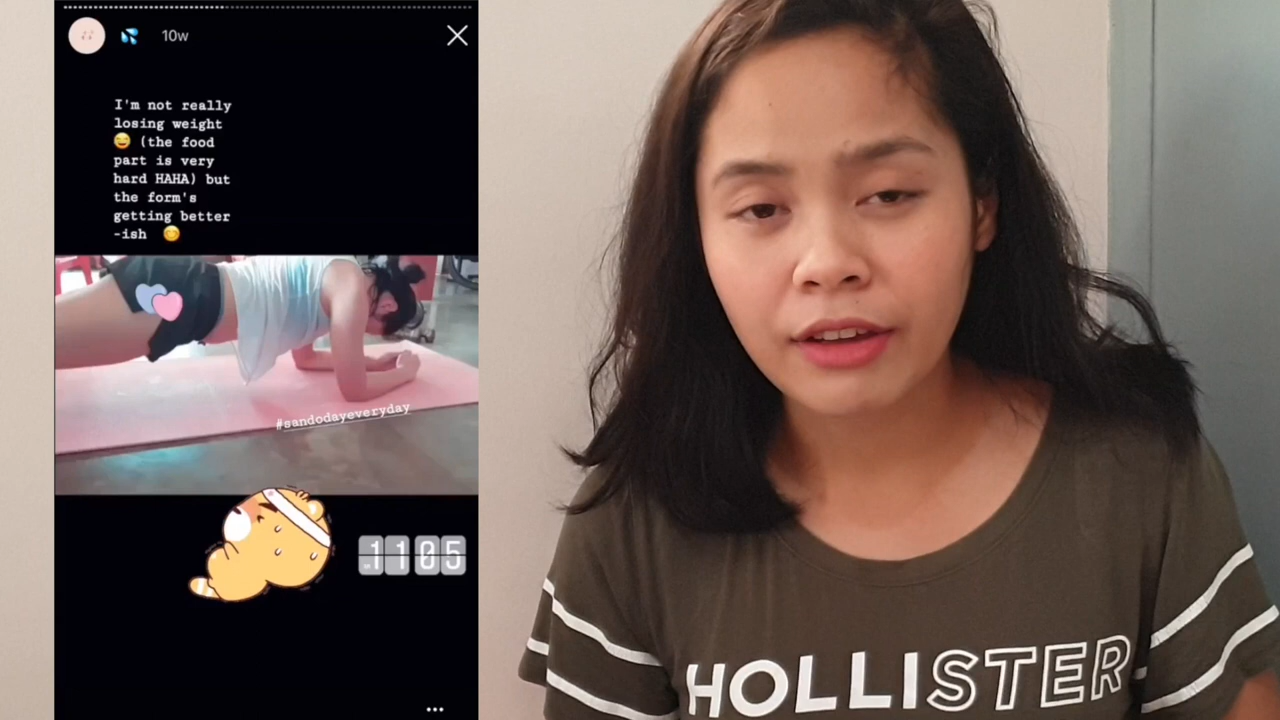 10w
I'm not really
losing weight
😅 (the food
part is very
hard HAHA) but
the form's
getting better
-ish 😊
#sandodayeveryday
1105
HOLLISTER